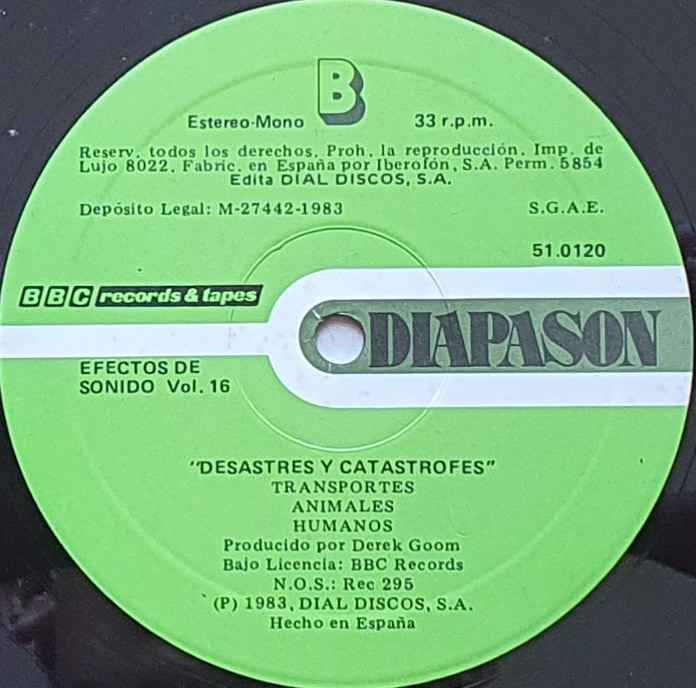 B
Estereo-Mono 33 r.p.m.
Reserv. todos los derechos. Proh. la reproducción. Imp. de
Lujo 8022. Fabric. en España por Iberofón, S.A. Perm. 5854
Edita DIAL DISCOS, S.A.
Depósito Legal: M-27442-1983 S.G.A.E.
51.0120
BBC records & tapes
DIAPASON
EFECTOS DE
SONIDO Vol. 16
"DESASTRES Y CATASTROFES"
TRANSPORTES
ANIMALES
HUMANOS
Producido por Derek Goom
Bajo Licencia: BBC Records
N.O.S.: Rec 295
(P) 1983, DIAL DISCOS, S.A.
Hecho en España